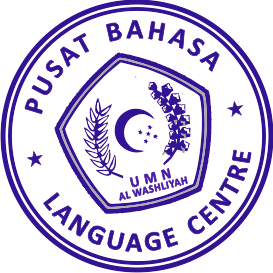 PUSAT BAHASA
UMN
AL WASHLIYAH
LANGUAGE CENTRE